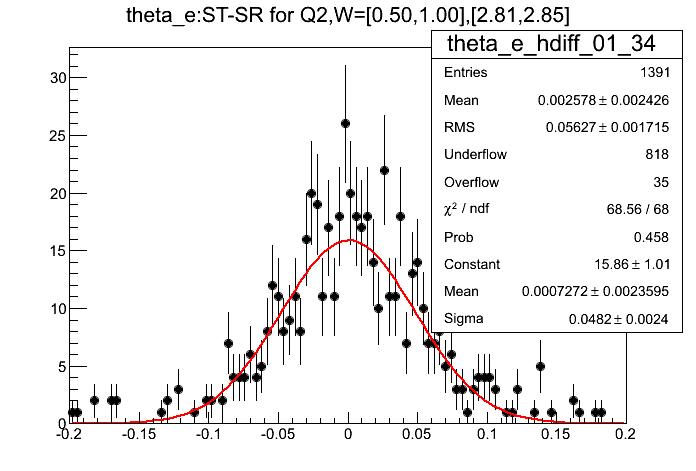 theta_e:ST-SR for Q2,W=[0.50,1.00],[2.81,2.85]
theta_e_hdiff_01_34
Entries 1391
Mean 0.002578 ± 0.002426
RMS 0.05627 ± 0.001715
Underflow 818
Overflow 35
χ² / ndf 68.56 / 68
Prob 0.458
Constant 15.86 ± 1.01
Mean 0.0007272 ± 0.0023595
Sigma 0.0482 ± 0.0024
30
25
20
15
10
5
0
-0.2 -0.15 -0.1 -0.05 0 0.05 0.1 0.15 0.2